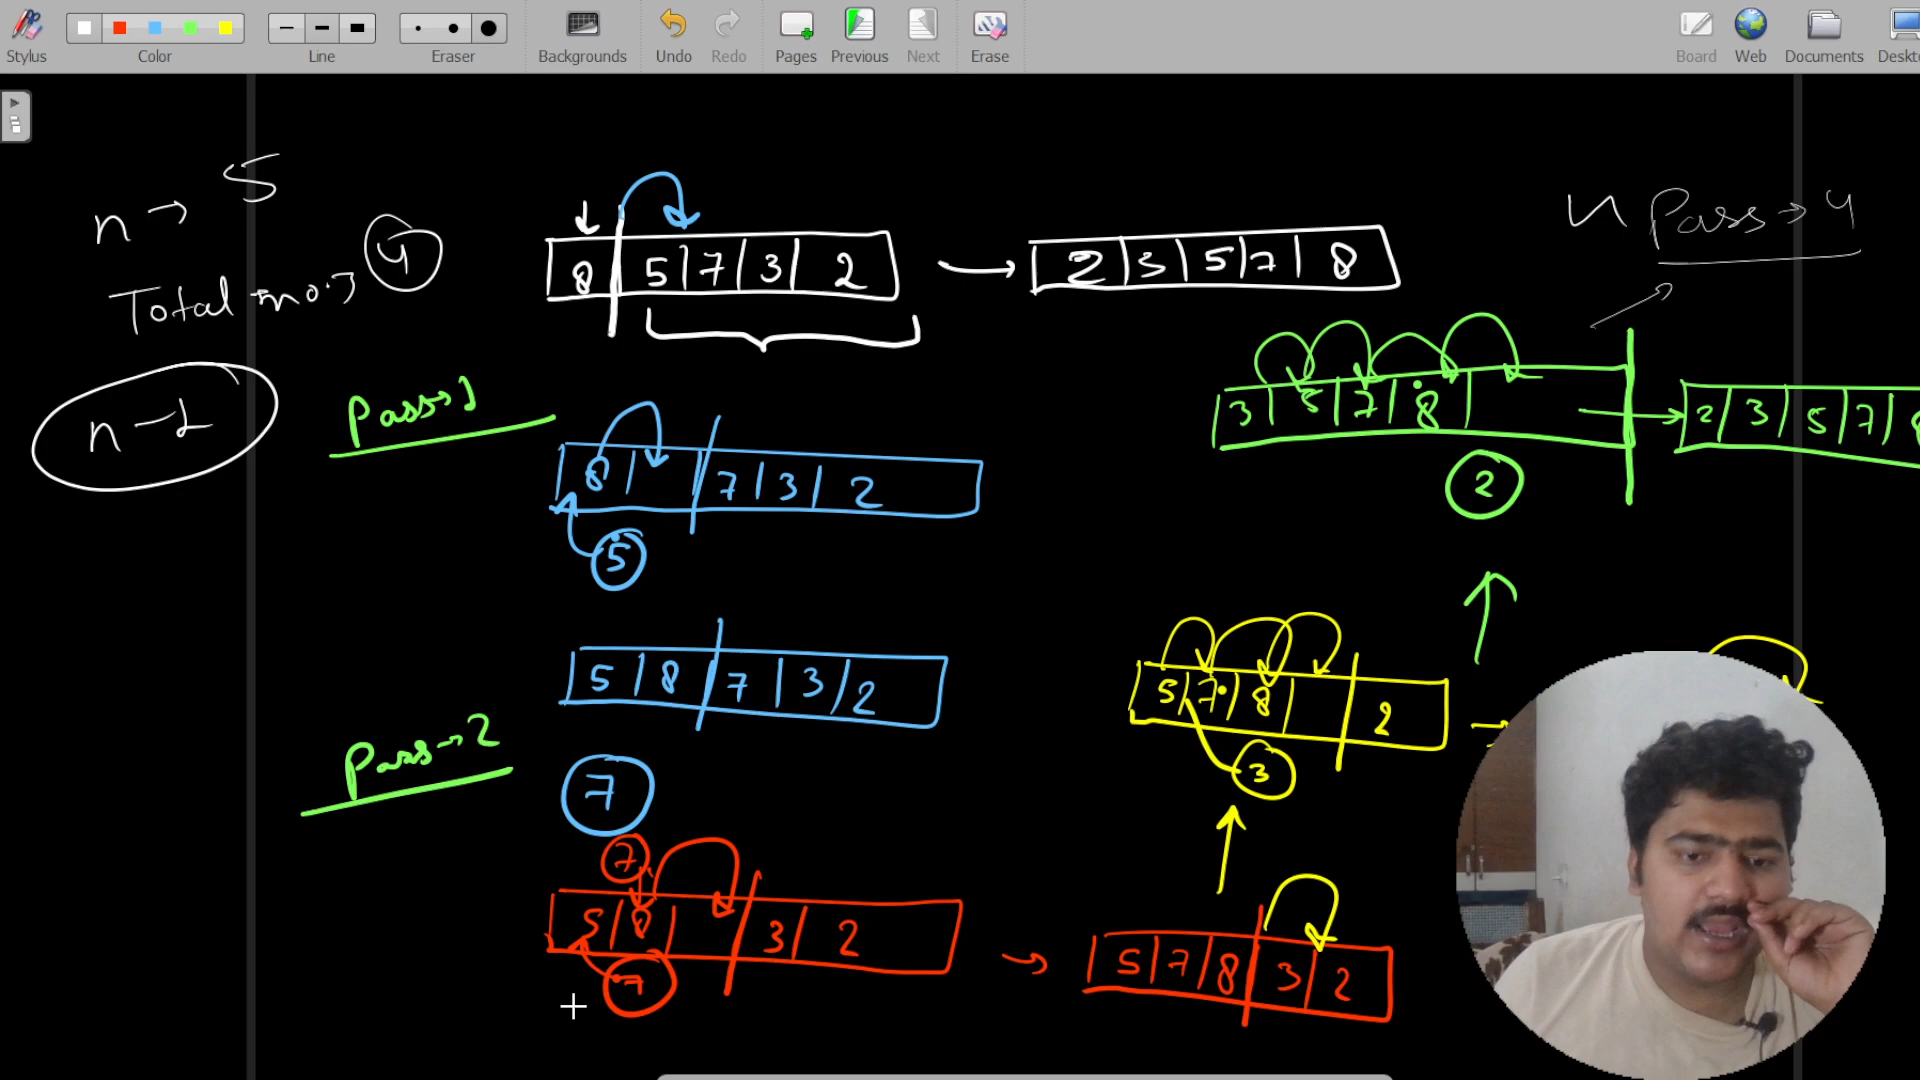 Stylus Color Line Eraser Backgrounds Undo Redo Pages Previous Next Erase Board Web Documents
n → 5
Total no. → 4
n-1
8 5 7 3 2 → 2 3 5 7 8
Pass → 4
Pass → 1
8 7 3 2
5
5 8 7 3 2
Pass → 2
7
7
5 8 3 2
7
→ 5 7 8 3 2
5 7 8 2 →
3
3 5 7 8 → 2 3 5 7 8
2